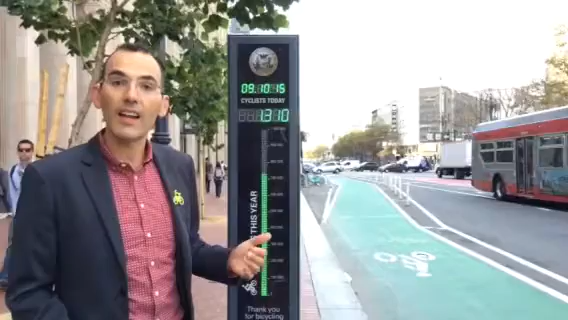 09.10 15
CYCLISTS TODAY
1310
THIS YEAR
Thank you
for bicycling